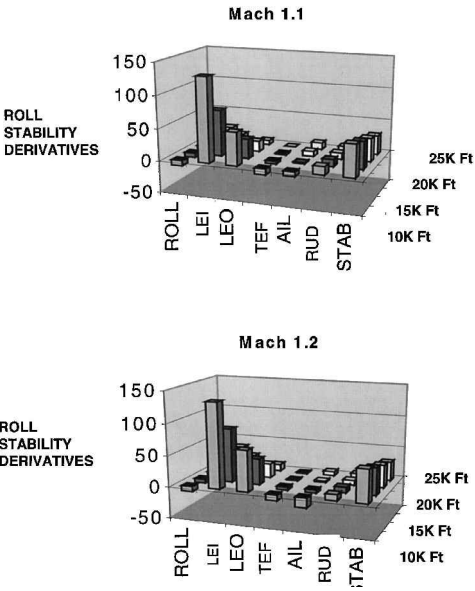 Mach 1.1
150
100
50
0
-50
ROLL
STABILITY
DERIVATIVES
ROLL
LEI
LEO
TEF
AIL
RUD
STAB
25K Ft
20K Ft
15K Ft
10K Ft
Mach 1.2
150
100
50
0
-50
ROLL
STABILITY
DERIVATIVES
ROLL
LEI
LEO
TEF
AIL
RUD
TAB
25K Ft
20K Ft
15K Ft
10K Ft